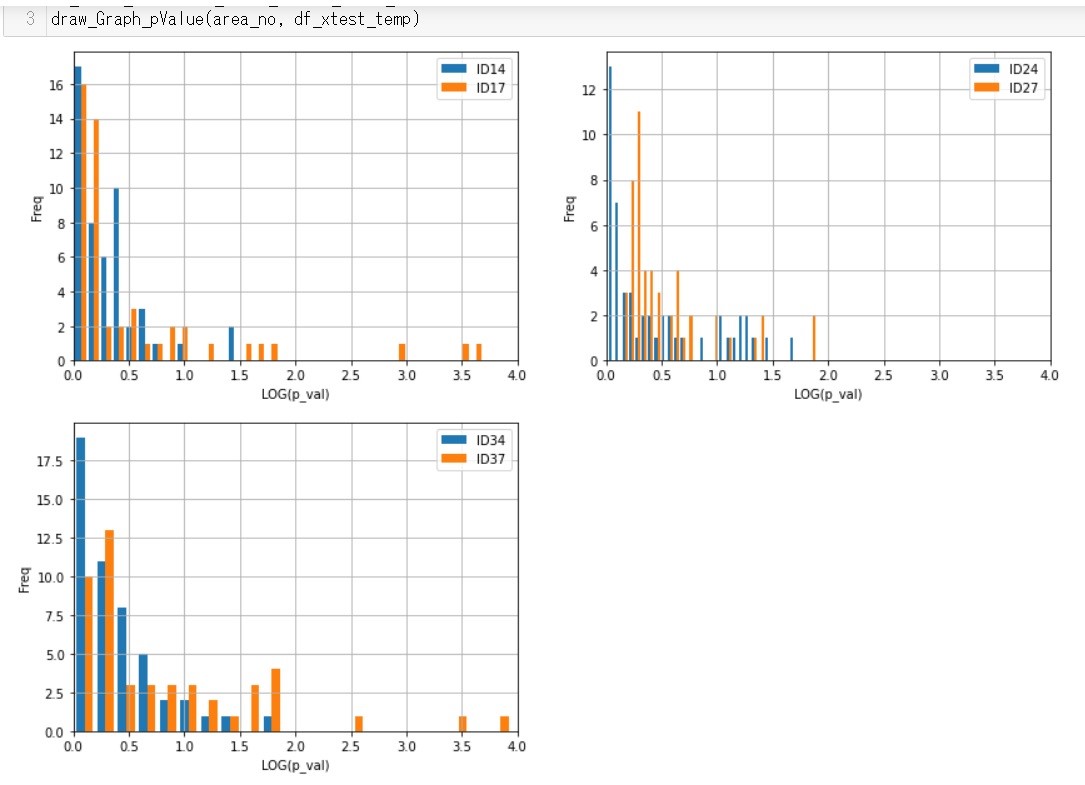 3 draw_Graph_pValue(area_no, df_xtest_temp)
ID14
ID17
16
14
12
10
8
6
4
2
0
Freq
0.0 0.5 1.0 1.5 2.0 2.5 3.0 3.5 4.0
LOG(p_val)
ID24
ID27
12
10
8
6
4
2
0
Freq
0.0 0.5 1.0 1.5 2.0 2.5 3.0 3.5 4.0
LOG(p_val)
ID34
ID37
17.5
15.0
12.5
10.0
7.5
5.0
2.5
0.0
Freq
0.0 0.5 1.0 1.5 2.0 2.5 3.0 3.5 4.0
LOG(p_val)